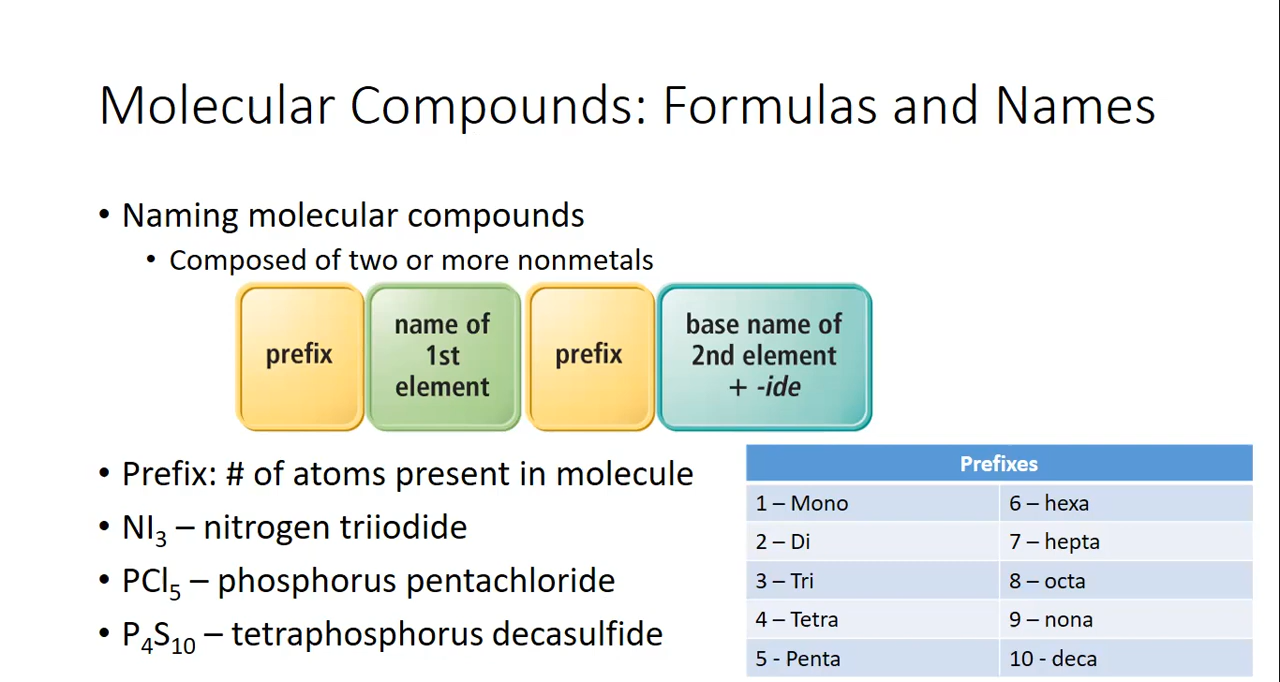 Molecular Compounds: Formulas and Names
• Naming molecular compounds
• Composed of two or more nonmetals
prefix
name of
1st
element
prefix
base name of
2nd element
+ -ide
• Prefix: # of atoms present in molecule
• NI₃ – nitrogen triiodide
• PCl₅ – phosphorus pentachloride
• P₄S₁₀ – tetraphosphorus decasulfide
Prefixes
1 – Mono 6 – hexa
2 – Di 7 – hepta
3 – Tri 8 – octa
4 – Tetra 9 – nona
5 - Penta 10 - deca